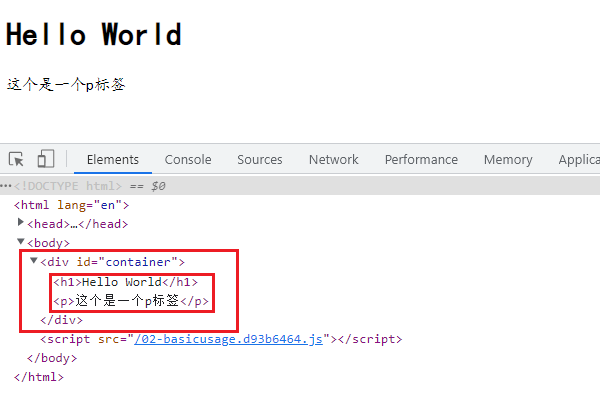 Hello World
这个是一个p标签
Elements Console Sources Network Performance Memory Applica
···<!DOCTYPE html> == $0
<html lang="en">
<head>…</head>
<body>
<div id="container">
<h1>Hello World</h1>
<p>这个是一个p标签</p>
</div>
<script src="/02-basicusage.d93b6464.js"></script>
</body>
</html>